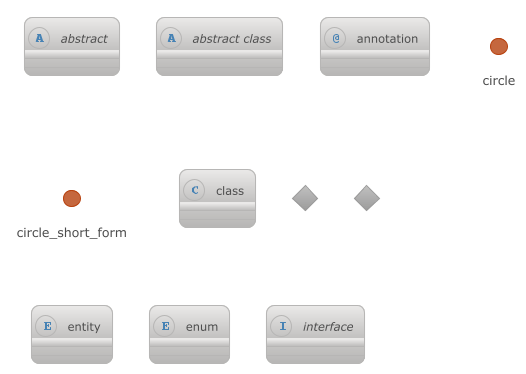 A abstract
A abstract class
@ annotation
circle
circle_short_form
C class
E entity
E enum
I interface